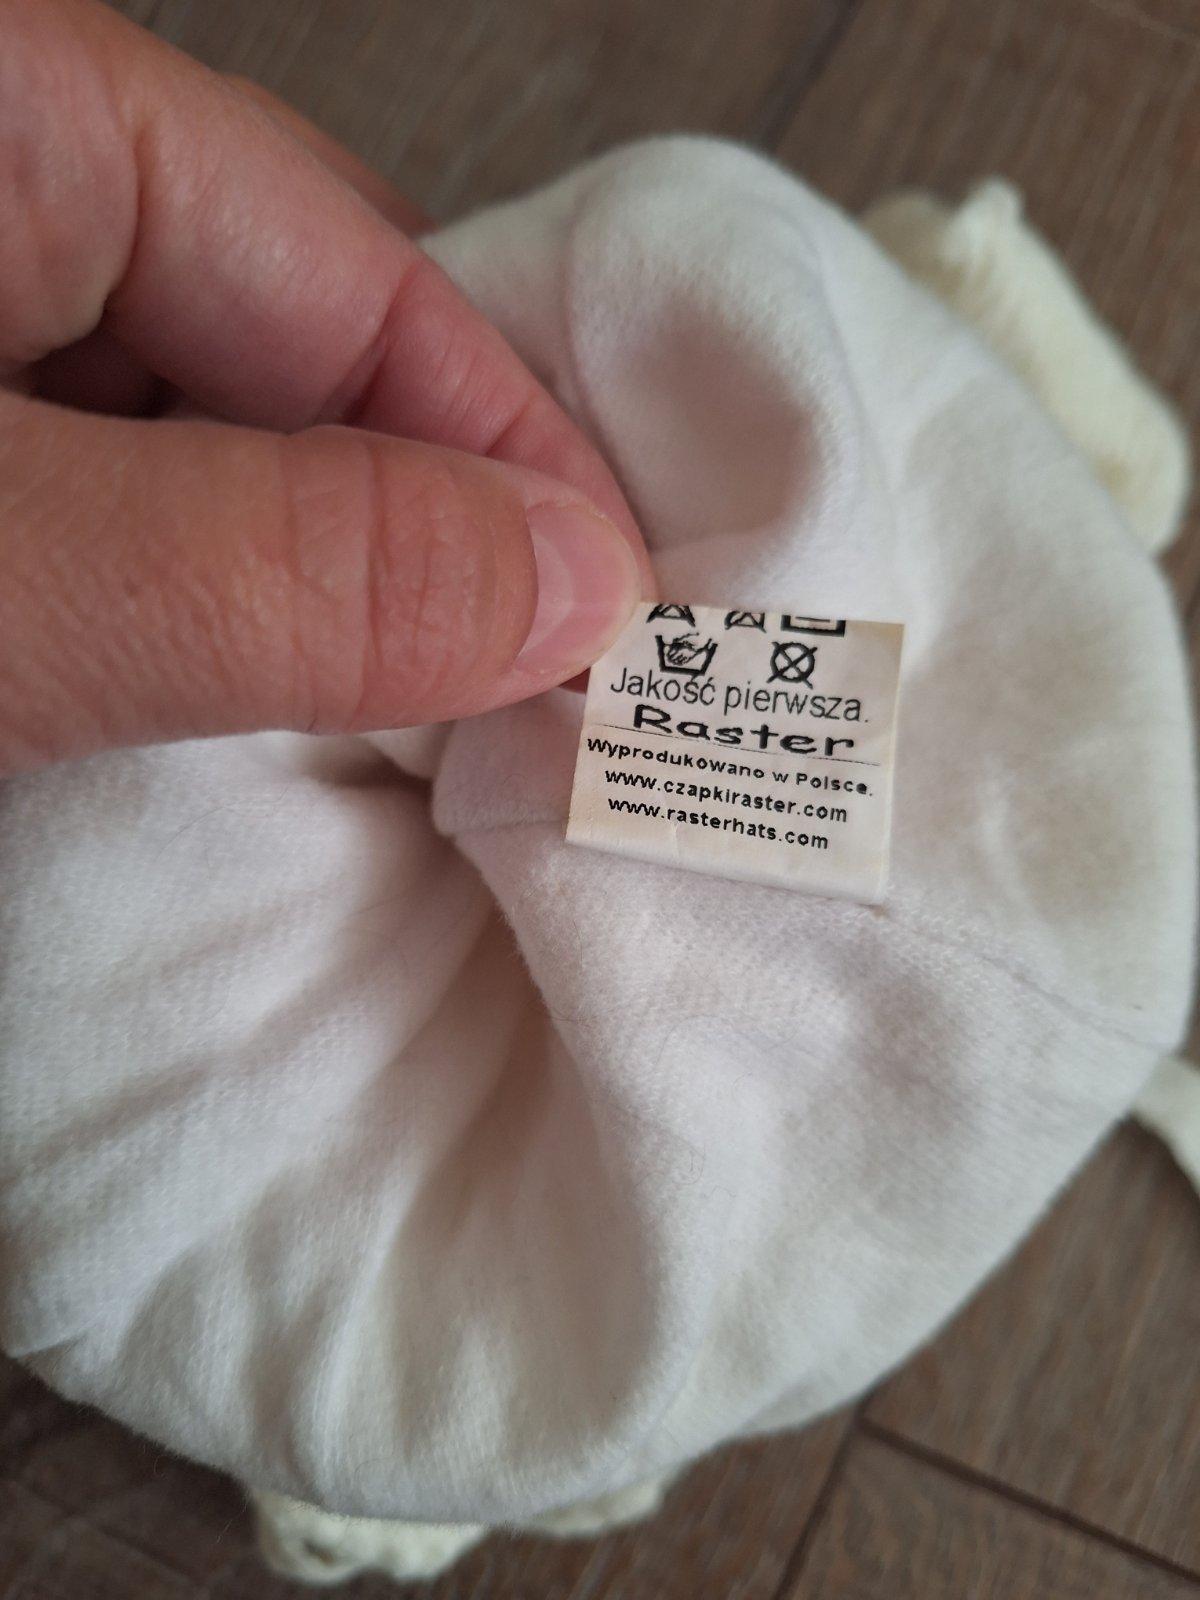 Jakość pierwsza.
Raster
Wyprodukowano w Polsce.
www.czapkiraster.com
www.rasterhats.com